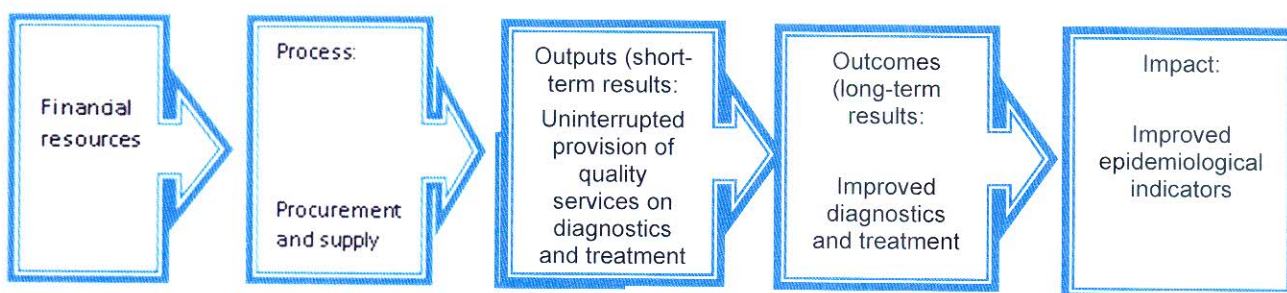 Financial
resources
Process:
Procurement
and supply
Outputs (short-
term results:
Uninterrupted
provision of
quality
services on
diagnostics
and treatment
Outcomes
(long-term
results:
Improved
diagnostics
and treatment
Impact:
Improved
epidemiological
indicators